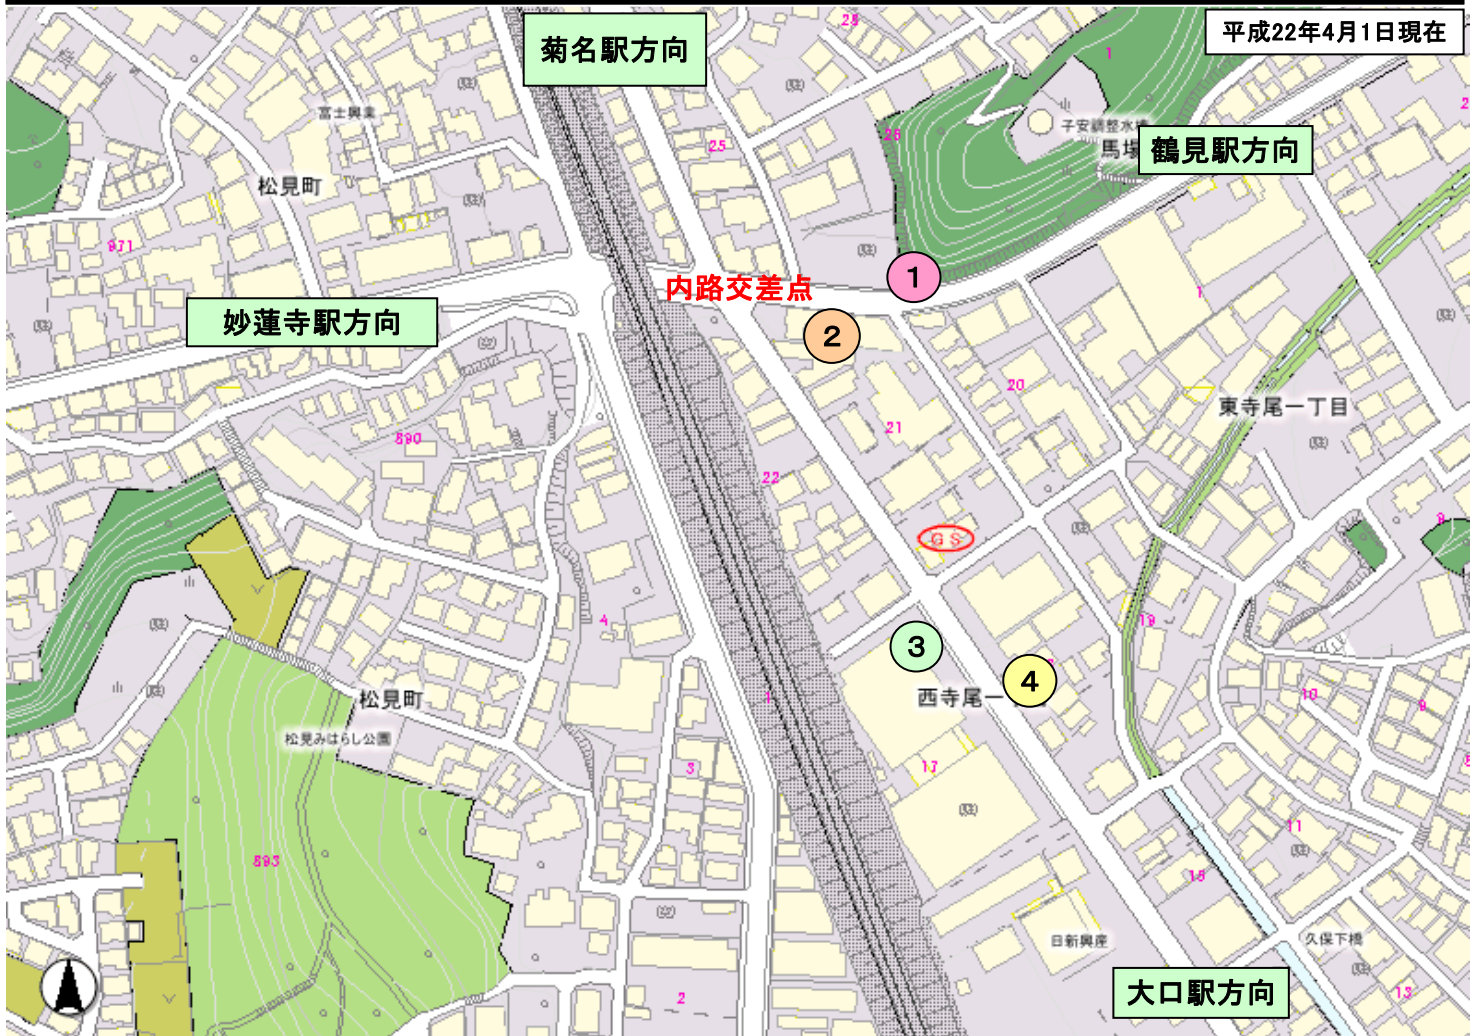 平成22年4月1日現在
菊名駅方向
鶴見駅方向
子安調整水
馬場
富士興業
松見町
25
26
25
1
971
内路交差点
1
妙蓮寺駅方向
2
20
21
東寺尾一丁目
890
22
GS
19
4
3
4
西寺尾一
松見町
松見みはらし公園
1
10
9
9
17
3
11
893
15
日新興産
久保下橋
大口駅方向
2
13